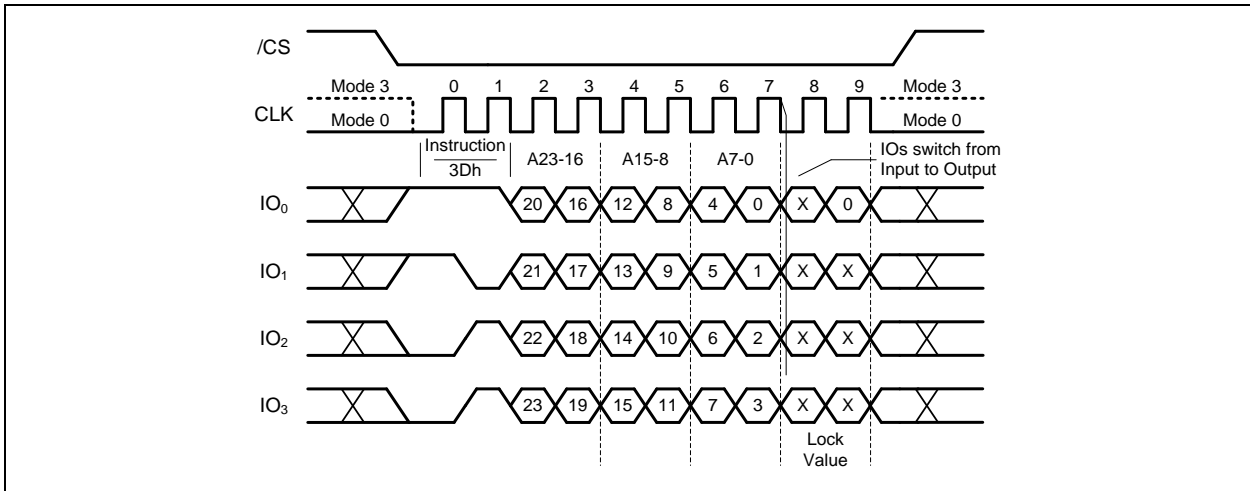 /CS
Mode 3 0 1 2 3 4 5 6 7 8 9 Mode 3
CLK
Mode 0 Mode 0
Instruction A23-16 A15-8 A7-0 IOs switch from
3Dh Input to Output
IO₀ 20 16 12 8 4 0 X 0
IO₁ 21 17 13 9 5 1 X X
IO₂ 22 18 14 10 6 2 X X
IO₃ 23 19 15 11 7 3 X X
Lock
Value